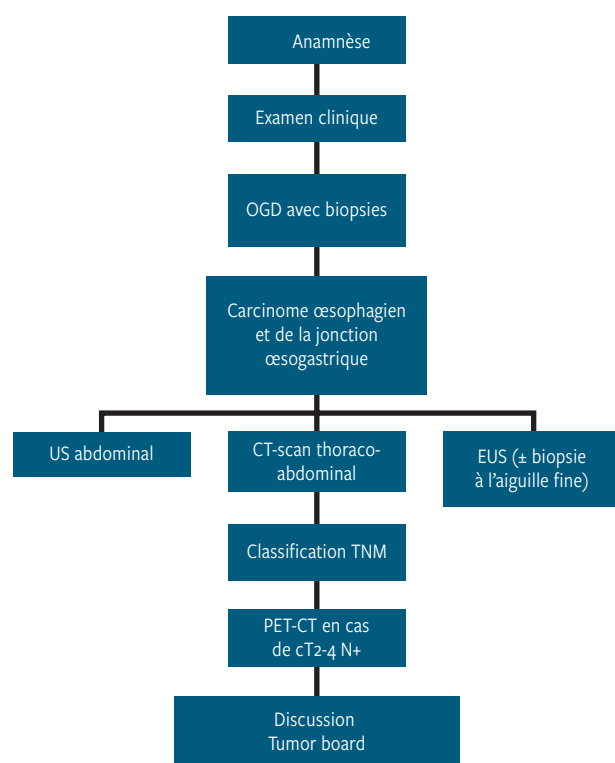 Anamnèse
Examen clinique
OGD avec biopsies
Carcinome œsophagien
et de la jonction
œsogastrique
US abdominal
CT-scan thoraco-
abdominal
EUS (± biopsie
à l'aiguille fine)
Classification TNM
PET-CT en cas
de cT2-4 N+
Discussion
Tumor board